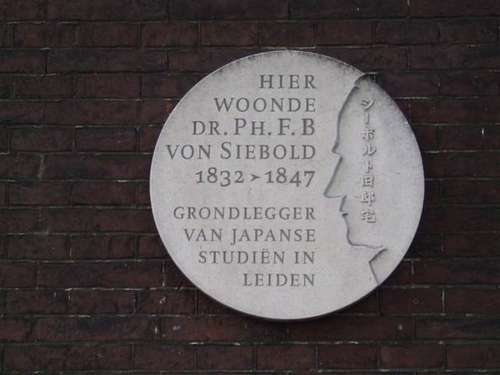 HIER
WOONDE
DR. PH. F. B
VON SIEBOLD
1832 > 1847
GRONDLEGGER
VAN JAPANSE
STUDIËN IN
LEIDEN
シーボルト旧邸宅